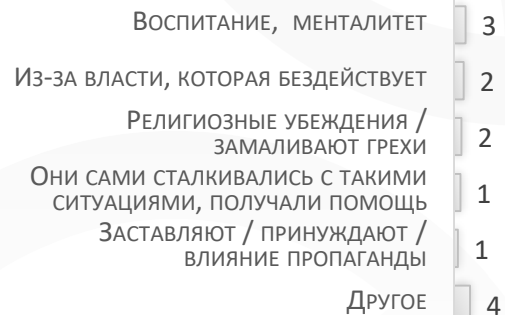 Воспитание, менталитет 3
Из-за власти, которая бездействует 2
Религиозные убеждения /
замаливают грехи 2
Они сами сталкивались с такими
ситуациями, получали помощь 1
Заставляют / принуждают /
влияние пропаганды 1
Другое 4